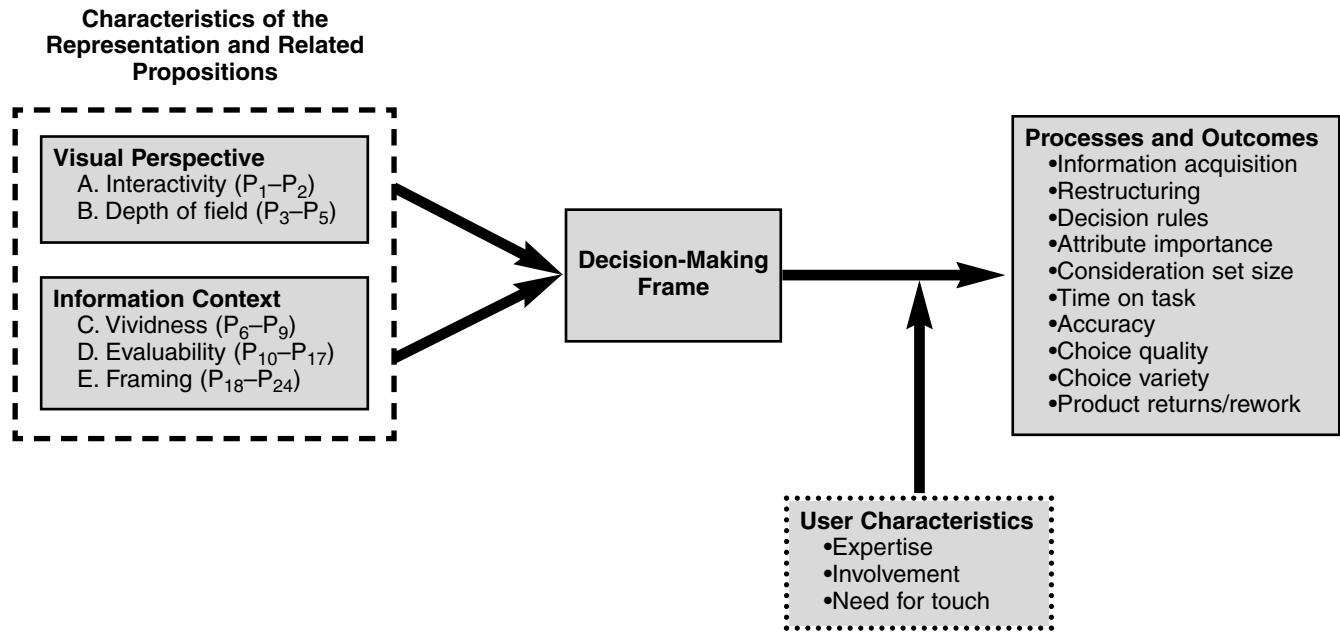 Characteristics of the
Representation and Related
Propositions
Visual Perspective
A. Interactivity (P₁–P₂)
B. Depth of field (P₃–P₅)
Information Context
C. Vividness (P₆–P₉)
D. Evaluability (P₁₀–P₁₇)
E. Framing (P₁₈–P₂₄)
Decision-Making
Frame
Processes and Outcomes
•Information acquisition
•Restructuring
•Decision rules
•Attribute importance
•Consideration set size
•Time on task
•Accuracy
•Choice quality
•Choice variety
•Product returns/rework
User Characteristics
•Expertise
•Involvement
•Need for touch